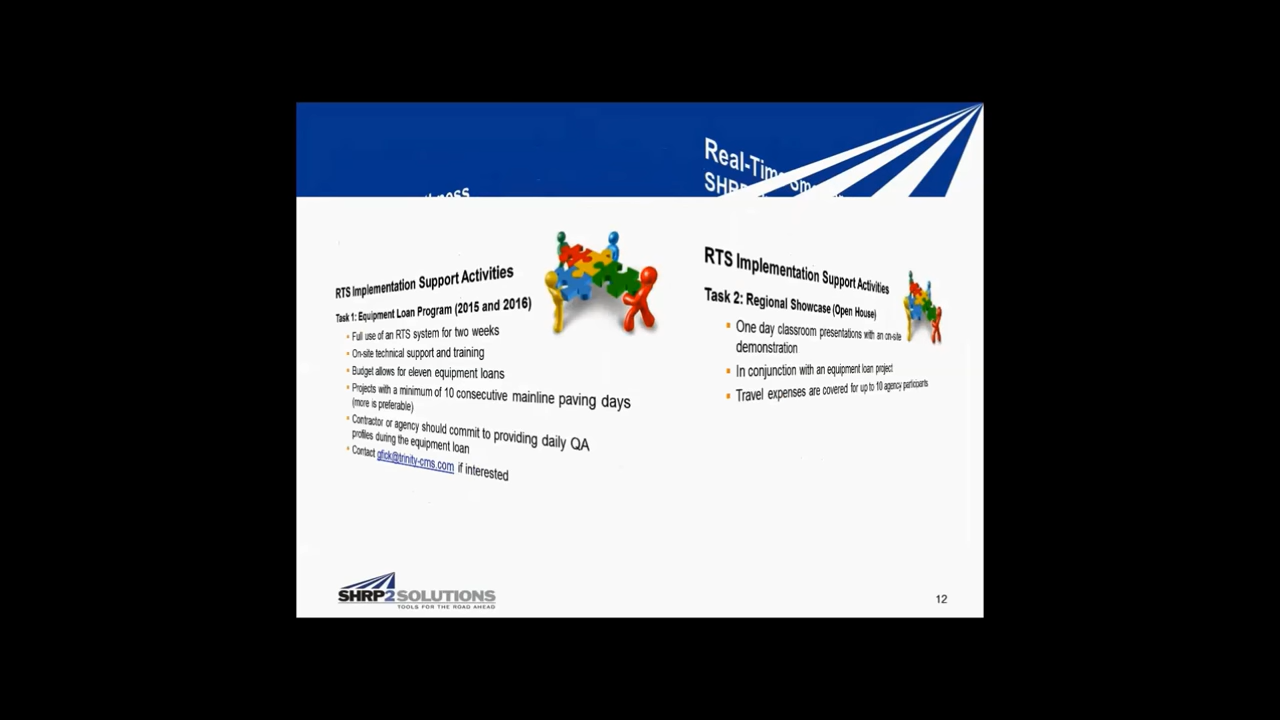 Real-Time
RTS Implementation Support Activities
Task 1: Equipment Loan Program (2015 and 2016)
▪ Full use of an RTS system for two weeks
▪ On-site technical support and training
▪ Budget allows for eleven equipment loans
▪ Projects with a minimum of 10 consecutive mainline paving days
(more is preferable)
▪ Contractor or agency should commit to providing daily QA
profiles during the equipment loan
▪ Contact gfick@trinity-cms.com if interested
RTS Implementation Support Activities
Task 2: Regional Showcase (Open House)
▪ One day classroom presentations with an on-site
demonstration
▪ In conjunction with an equipment loan project
▪ Travel expenses are covered for up to 10 agency participants
SHRP2SOLUTIONS
TOOLS FOR THE ROAD AHEAD
12